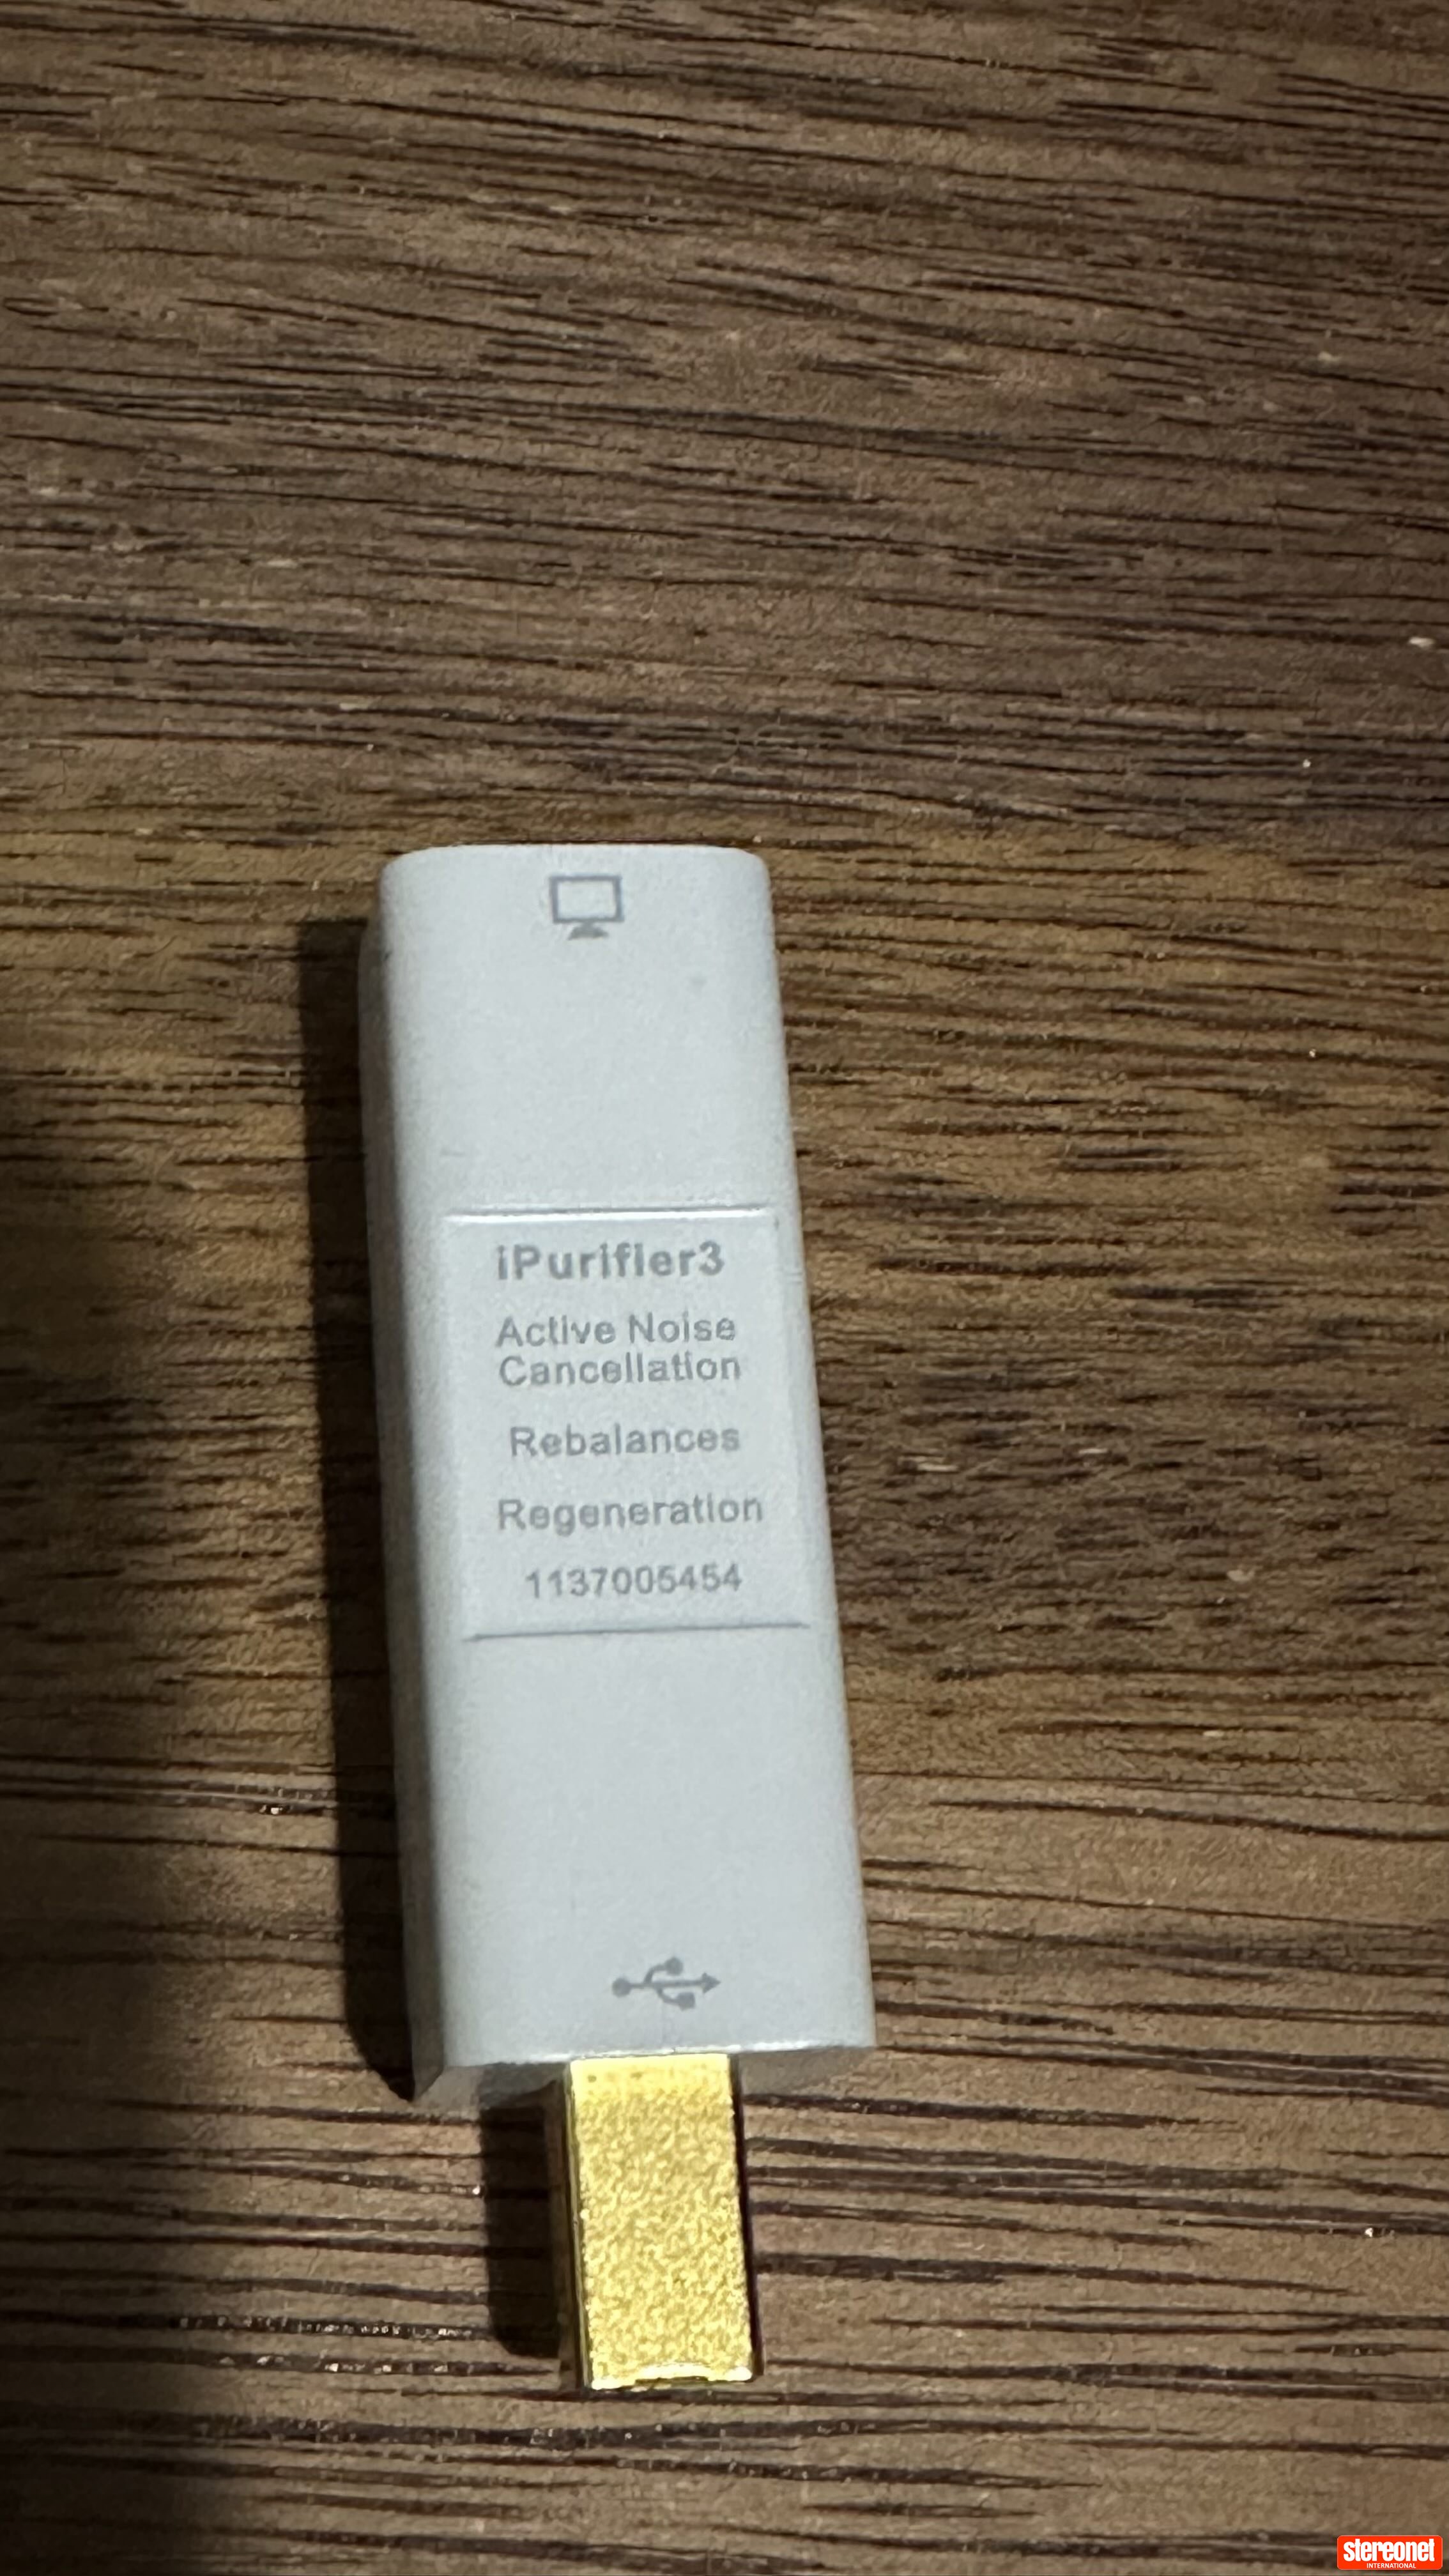 iPurifier3
Active Noise
Cancellation
Rebalances
Regeneration
1137005454
stereonet
INTERNATIONAL